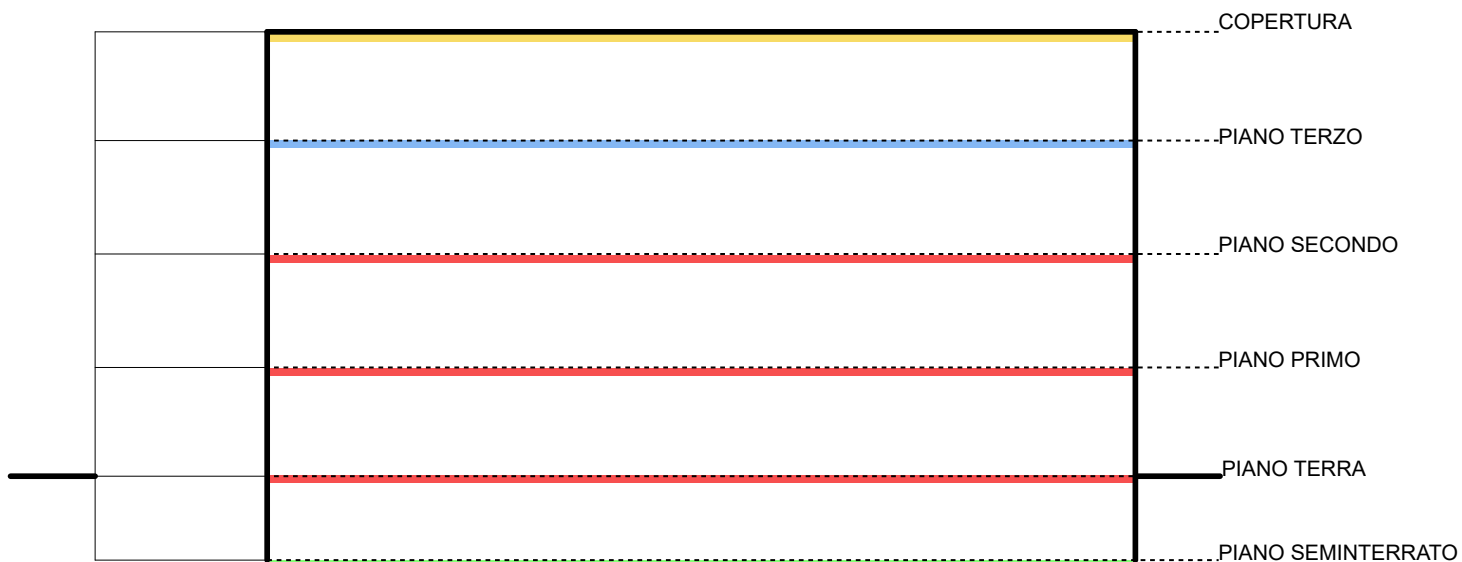 COPERTURA
PIANO TERZO
PIANO SECONDO
PIANO PRIMO
PIANO TERRA
PIANO SEMINTERRATO